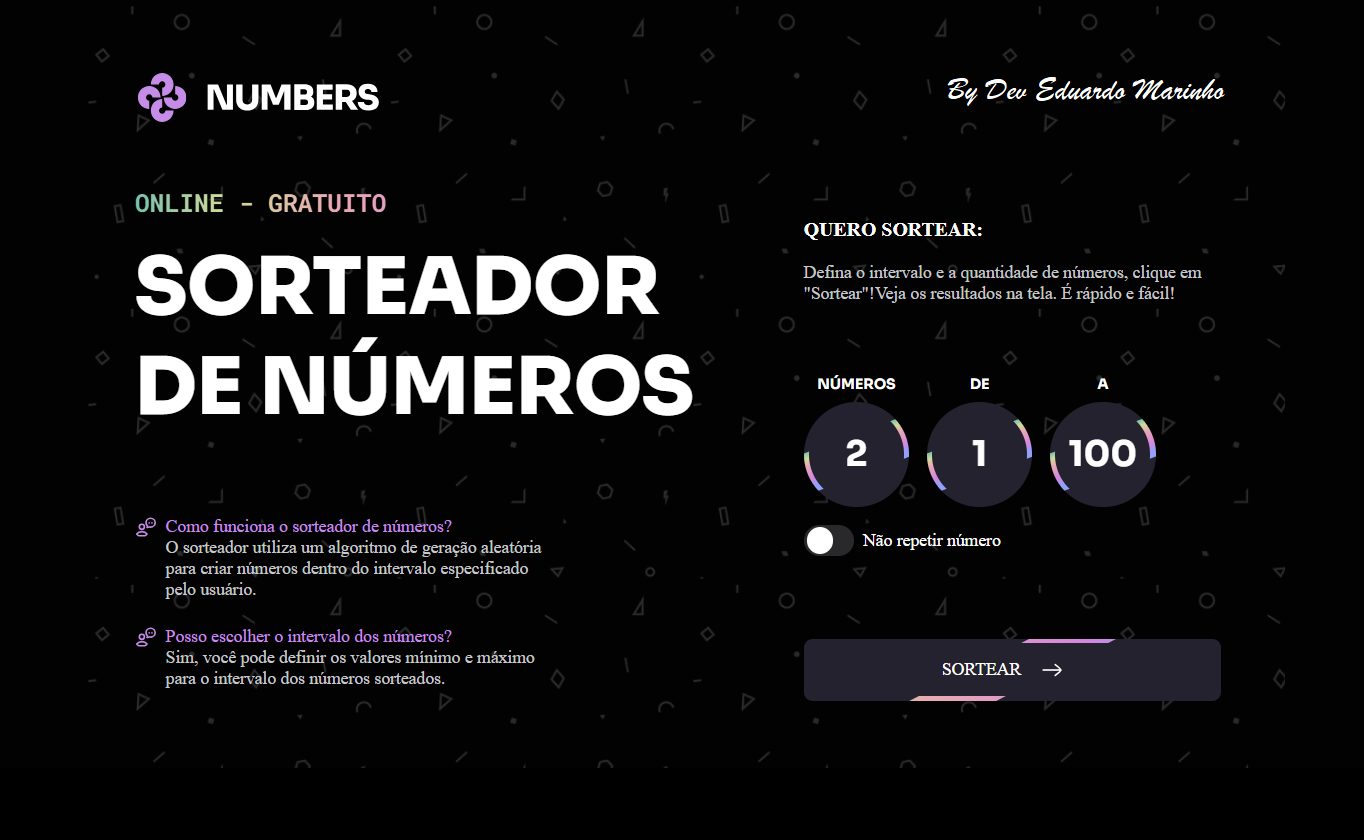 NUMBERS
By Dev Eduardo Marinho
ONLINE - GRATUITO
SORTEADOR
DE NÚMEROS
Como funciona o sorteador de números?
O sorteador utiliza um algoritmo de geração aleatória
para criar números dentro do intervalo especificado
pelo usuário.
Posso escolher o intervalo dos números?
Sim, você pode definir os valores mínimo e máximo
para o intervalo dos números sorteados.
QUERO SORTEAR:
Defina o intervalo e a quantidade de números, clique em
"Sortear"!Veja os resultados na tela. É rápido e fácil!
NÚMEROS DE A
2 1 100
Não repetir número
SORTEAR →